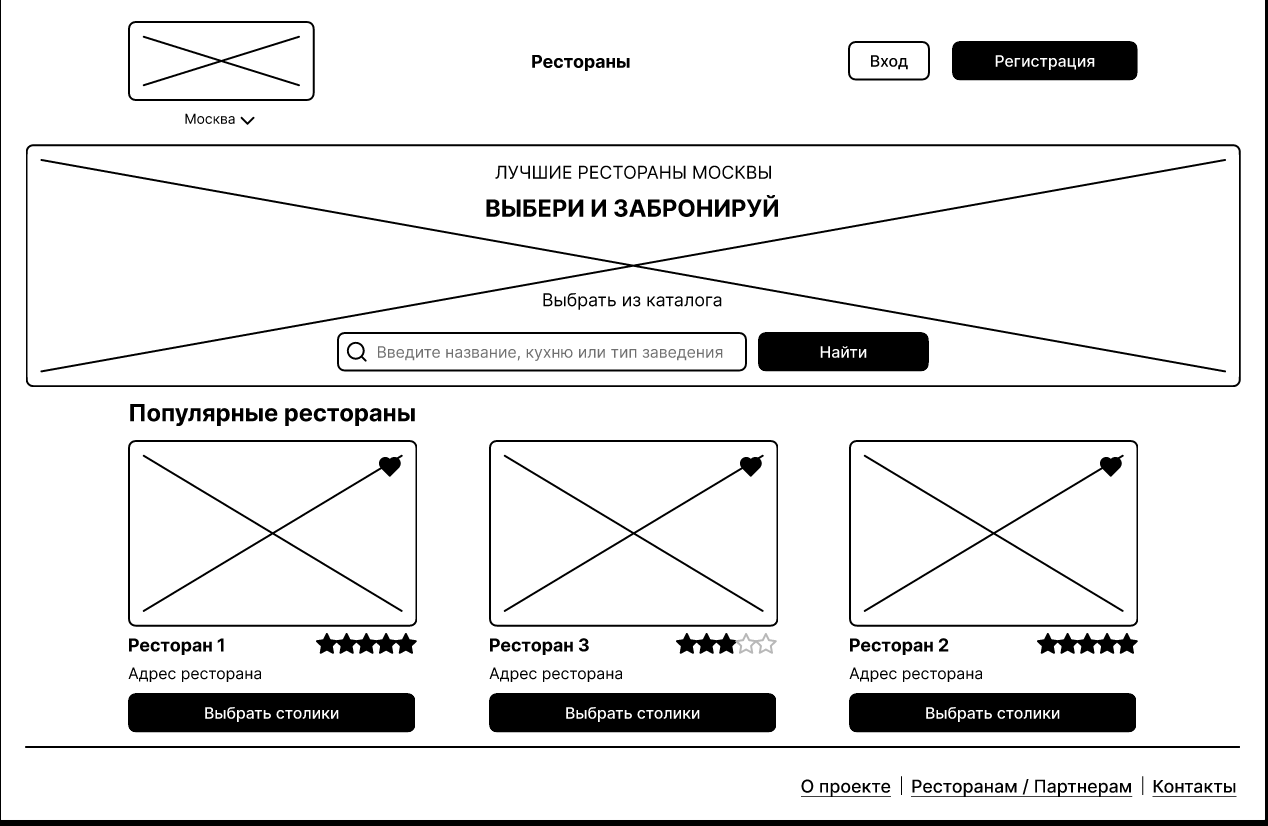 Рестораны
Вход
Регистрация
Москва
ЛУЧШИЕ РЕСТОРАНЫ МОСКВЫ
ВЫБЕРИ И ЗАБРОНИРУЙ
Выбрать из каталога
Введите название, кухню или тип заведения
Найти
Популярные рестораны
Ресторан 1
Адрес ресторана
Выбрать столики
Ресторан 3
Адрес ресторана
Выбрать столики
Ресторан 2
Адрес ресторана
Выбрать столики
О проекте
Ресторанам / Партнерам
Контакты